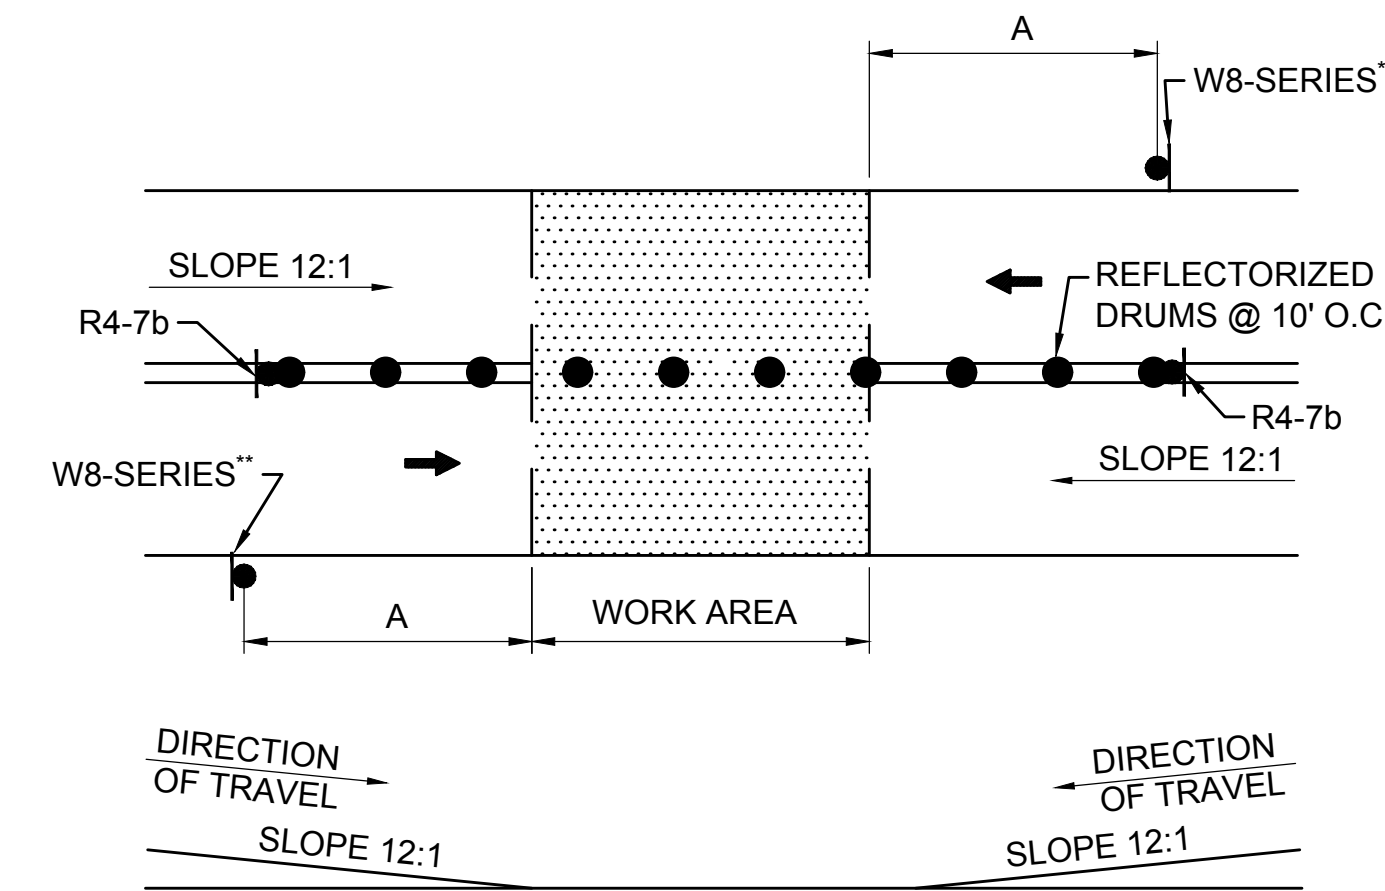 A
W8-SERIES*
SLOPE 12:1
REFLECTORIZED
DRUMS @ 10' O.C
R4-7b
R4-7b
W8-SERIES**
SLOPE 12:1
A
WORK AREA
DIRECTION
OF TRAVEL
DIRECTION
OF TRAVEL
SLOPE 12:1
SLOPE 12:1